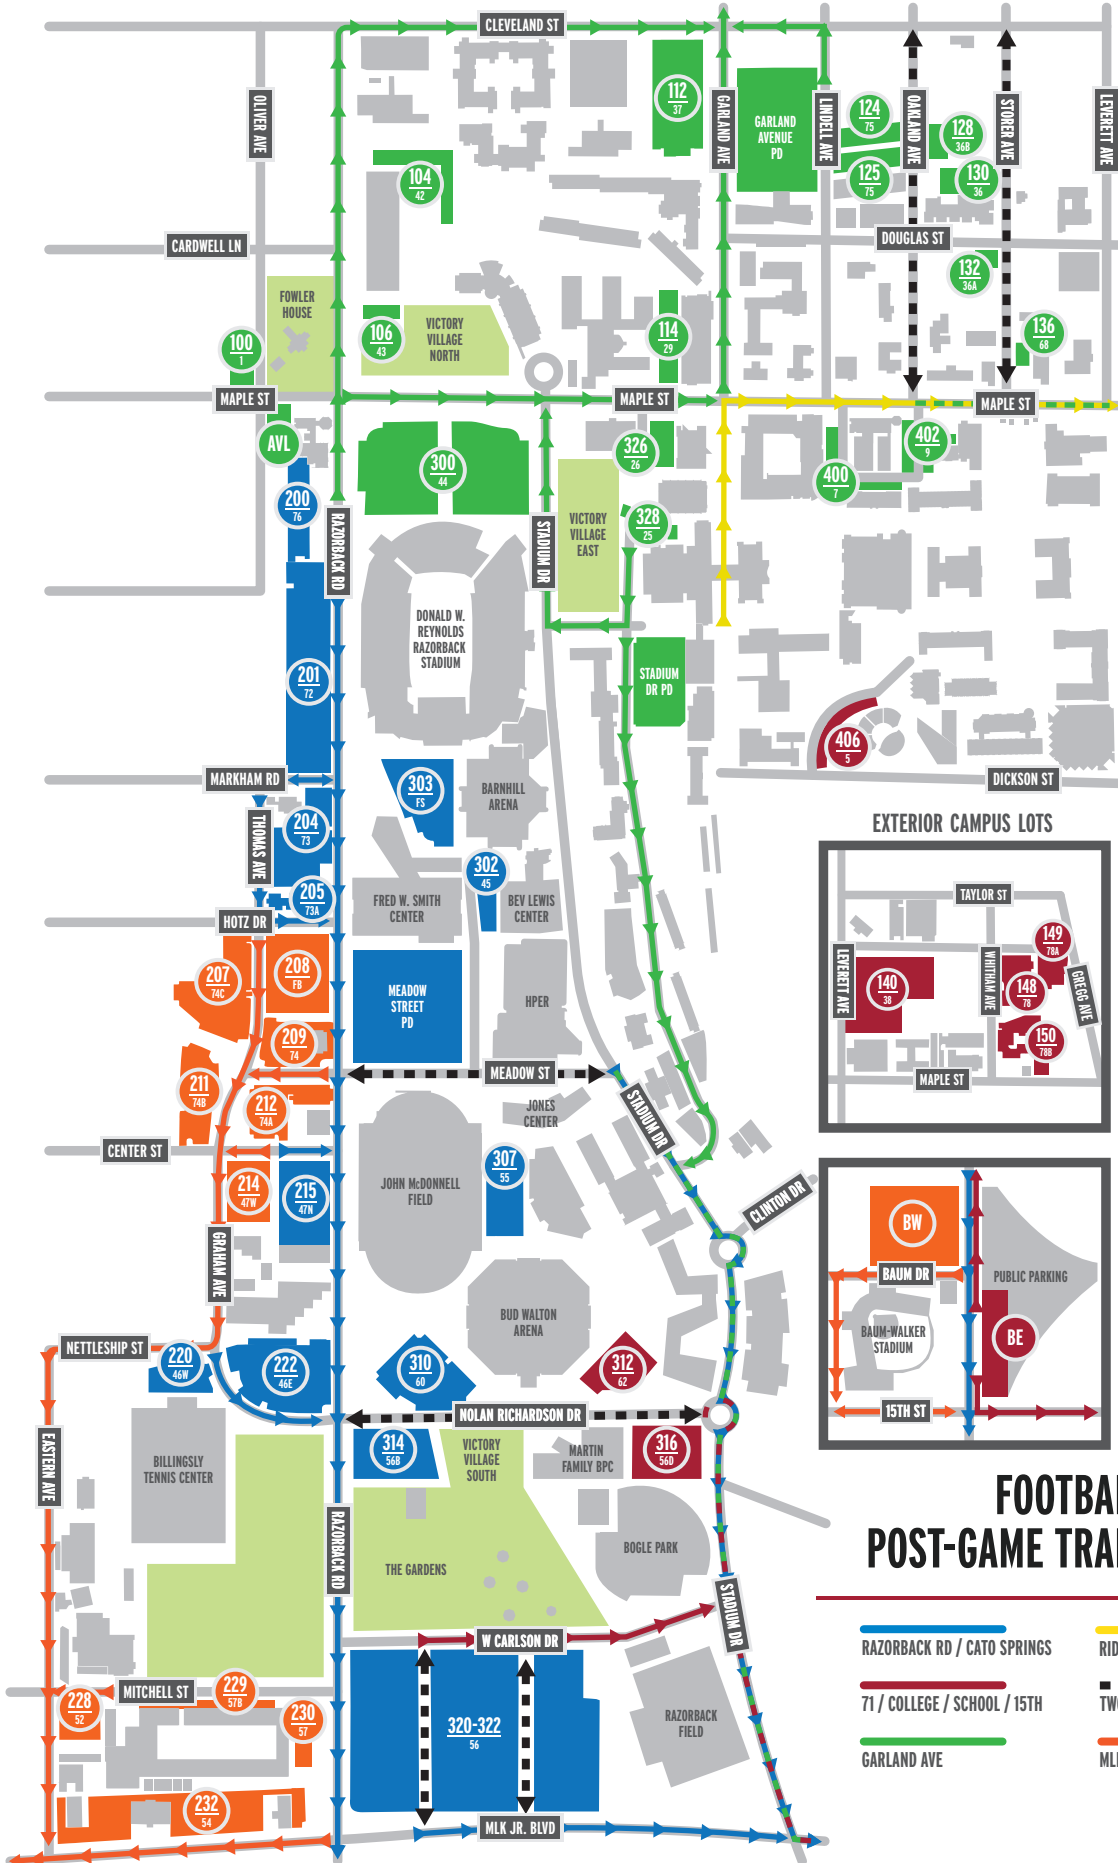 CLEVELAND ST
OLIVER AVE
112
37
GARLAND AVE
GARLAND
AVENUE
PD
LINDELL AVE
124
75
OAKLAND AVE
128
36B
STORER AVE
LEVERETT AVE
125
75
130
36
104
42
CARDWELL LN
DOUGLAS ST
132
36A
FOWLER
HOUSE
100
1
106
43
VICTORY
VILLAGE
NORTH
114
29
136
68
MAPLE ST
MAPLE ST
MAPLE ST
AVL
300
44
326
26
402
9
400
7
200
76
RAZORBACK RD
STADIUM DR
VICTORY
VILLAGE
EAST
328
25
DONALD W.
REYNOLDS
RAZORBACK
STADIUM
201
72
STADIUM
DR PD
406
5
MARKHAM RD
303
FS
BARNHILL
ARENA
DICKSON ST
THOMAS AVE
204
73
302
45
205
73A
FRED W. SMITH
CENTER
BEV LEWIS
CENTER
HOTZ DR
207
74C
208
FB
MEADOW
STREET
PD
HPER
209
74
MEADOW ST
211
74B
212
74A
JONES
CENTER
STADIUM DR
CENTER ST
214
47W
215
47N
JOHN McDONNELL
FIELD
307
55
CLINTON DR
GRAHAM AVE
BUD WALTON
ARENA
NETTLESHIP ST
220
46W
222
46E
310
60
312
62
NOLAN RICHARDSON DR
314
56B
VICTORY
VILLAGE
SOUTH
MARTIN
FAMILY BPC
316
56D
EASTERN AVE
BILLINGSLY
TENNIS CENTER
RAZORBACK RD
THE GARDENS
BOGLE PARK
STADIUM DR
W CARLSON DR
MITCHELL ST
228
52
229
57B
230
57
320-322
56
RAZORBACK
FIELD
232
54
MLK JR. BLVD
EXTERIOR CAMPUS LOTS
TAYLOR ST
LEVERETT AVE
140
38
WHITHAM AVE
149
78A
148
78
GREGG AVE
150
78B
MAPLE ST
BW
BAUM DR
PUBLIC PARKING
BAUM-WALKER
STADIUM
BE
15TH ST
FOOTBA
POST-GAME TRA
RAZORBACK RD / CATO SPRINGS
RID
71 / COLLEGE / SCHOOL / 15TH
TW
GARLAND AVE
ML